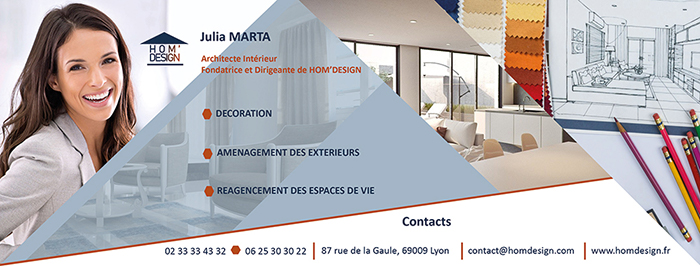 HOM'
DESIGN
Julia MARTA
Architecte Intérieur
Fondatrice et Dirigeante de HOM'DESIGN
DECORATION
AMENAGEMENT DES EXTERIEURS
REAGENCEMENT DES ESPACES DE VIE
Contacts
02 33 33 43 32 06 25 30 30 22 | 87 rue de la Gaule, 69009 Lyon | contact@homdesign.com | www.homdesign.fr